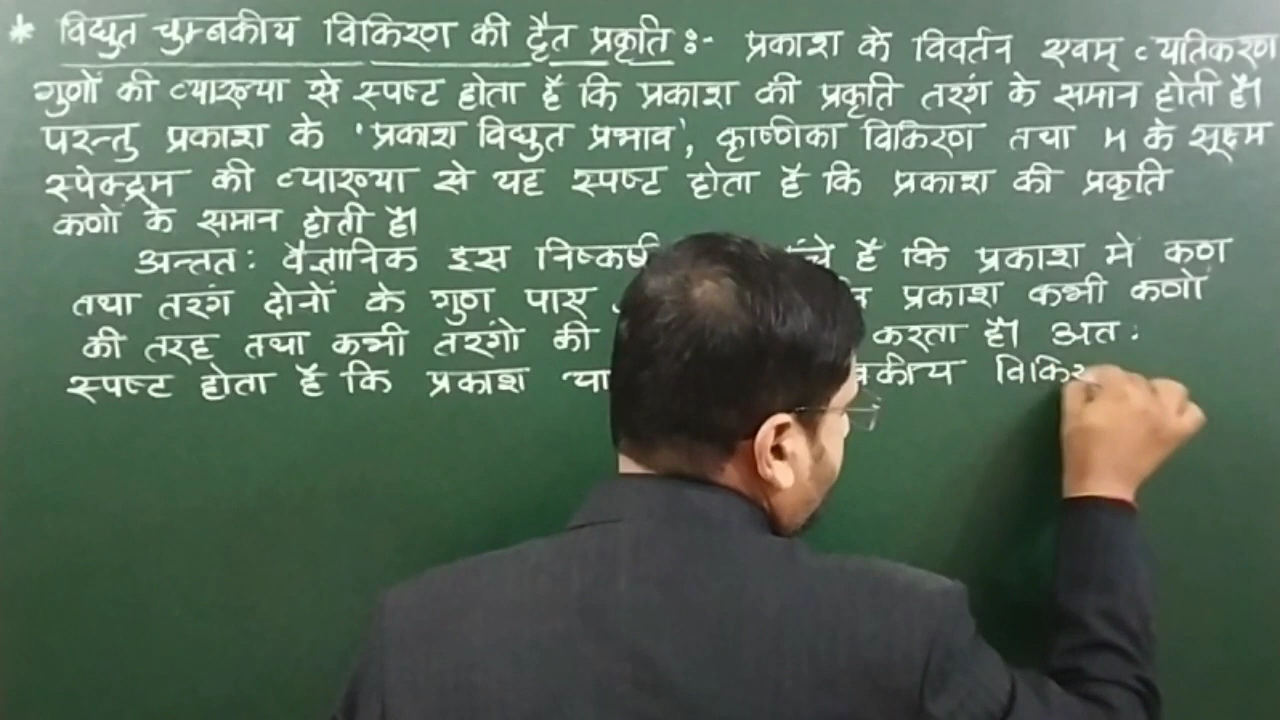 * विद्युत चुम्बकीय विकिरण की द्वैत प्रकृति :- प्रकाश के विवर्तन एवम् व्यतिकरण
गुणों की व्याख्या से स्पष्ट होता है कि प्रकाश की प्रकृति तरंग के समान होती है।
परन्तु प्रकाश के 'प्रकाश विद्युत प्रभाव', कृष्णिका विकिरण तथा H के सूक्ष्म
स्पेक्ट्रम की व्याख्या से यह स्पष्ट होता है कि प्रकाश की प्रकृति
कणों के समान होती है।
अन्तत: वैज्ञानिक इस निष्कर्ष है कि प्रकाश मे कण
तथा तरंग दोनों के गुण पाए प्रकाश कभी कणों
की तरह तथा कभी तरंगो की करता है। अत:
स्पष्ट होता है कि प्रकाश या